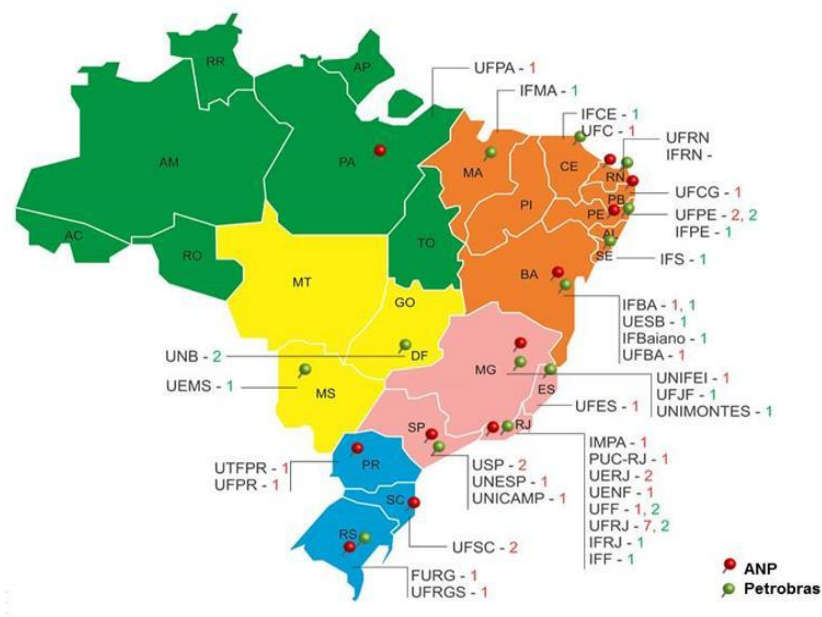 RR
AP
UFPA - 1
IFMA - 1
IFCE - 1
UFC - 1
UFRN
IFRN -
AM
PA
MA
CE
RN
PI
PB
UFCG - 1
PE
UFPE - 2, 2
IFPE - 1
AC
RO
TO
AL
SE
IFS - 1
BA
MT
GO
IFBA - 1, 1
UESB - 1
IFBaiano - 1
UFBA - 1
UNB - 2
DF
UEMS - 1
MS
MG
ES
UNIFEI - 1
UFJF - 1
UNIMONTES - 1
UFES - 1
SP
RJ
IMPA - 1
PUC-RJ - 1
UERJ - 2
UENF - 1
UFF - 1, 2
UFRJ - 7, 2
IFRJ - 1
IFF - 1
UTFPR - 1
UFPR - 1
PR
USP - 2
UNESP - 1
UNICAMP - 1
SC
RS
UFSC - 2
FURG - 1
UFRGS - 1
ANP
Petrobras